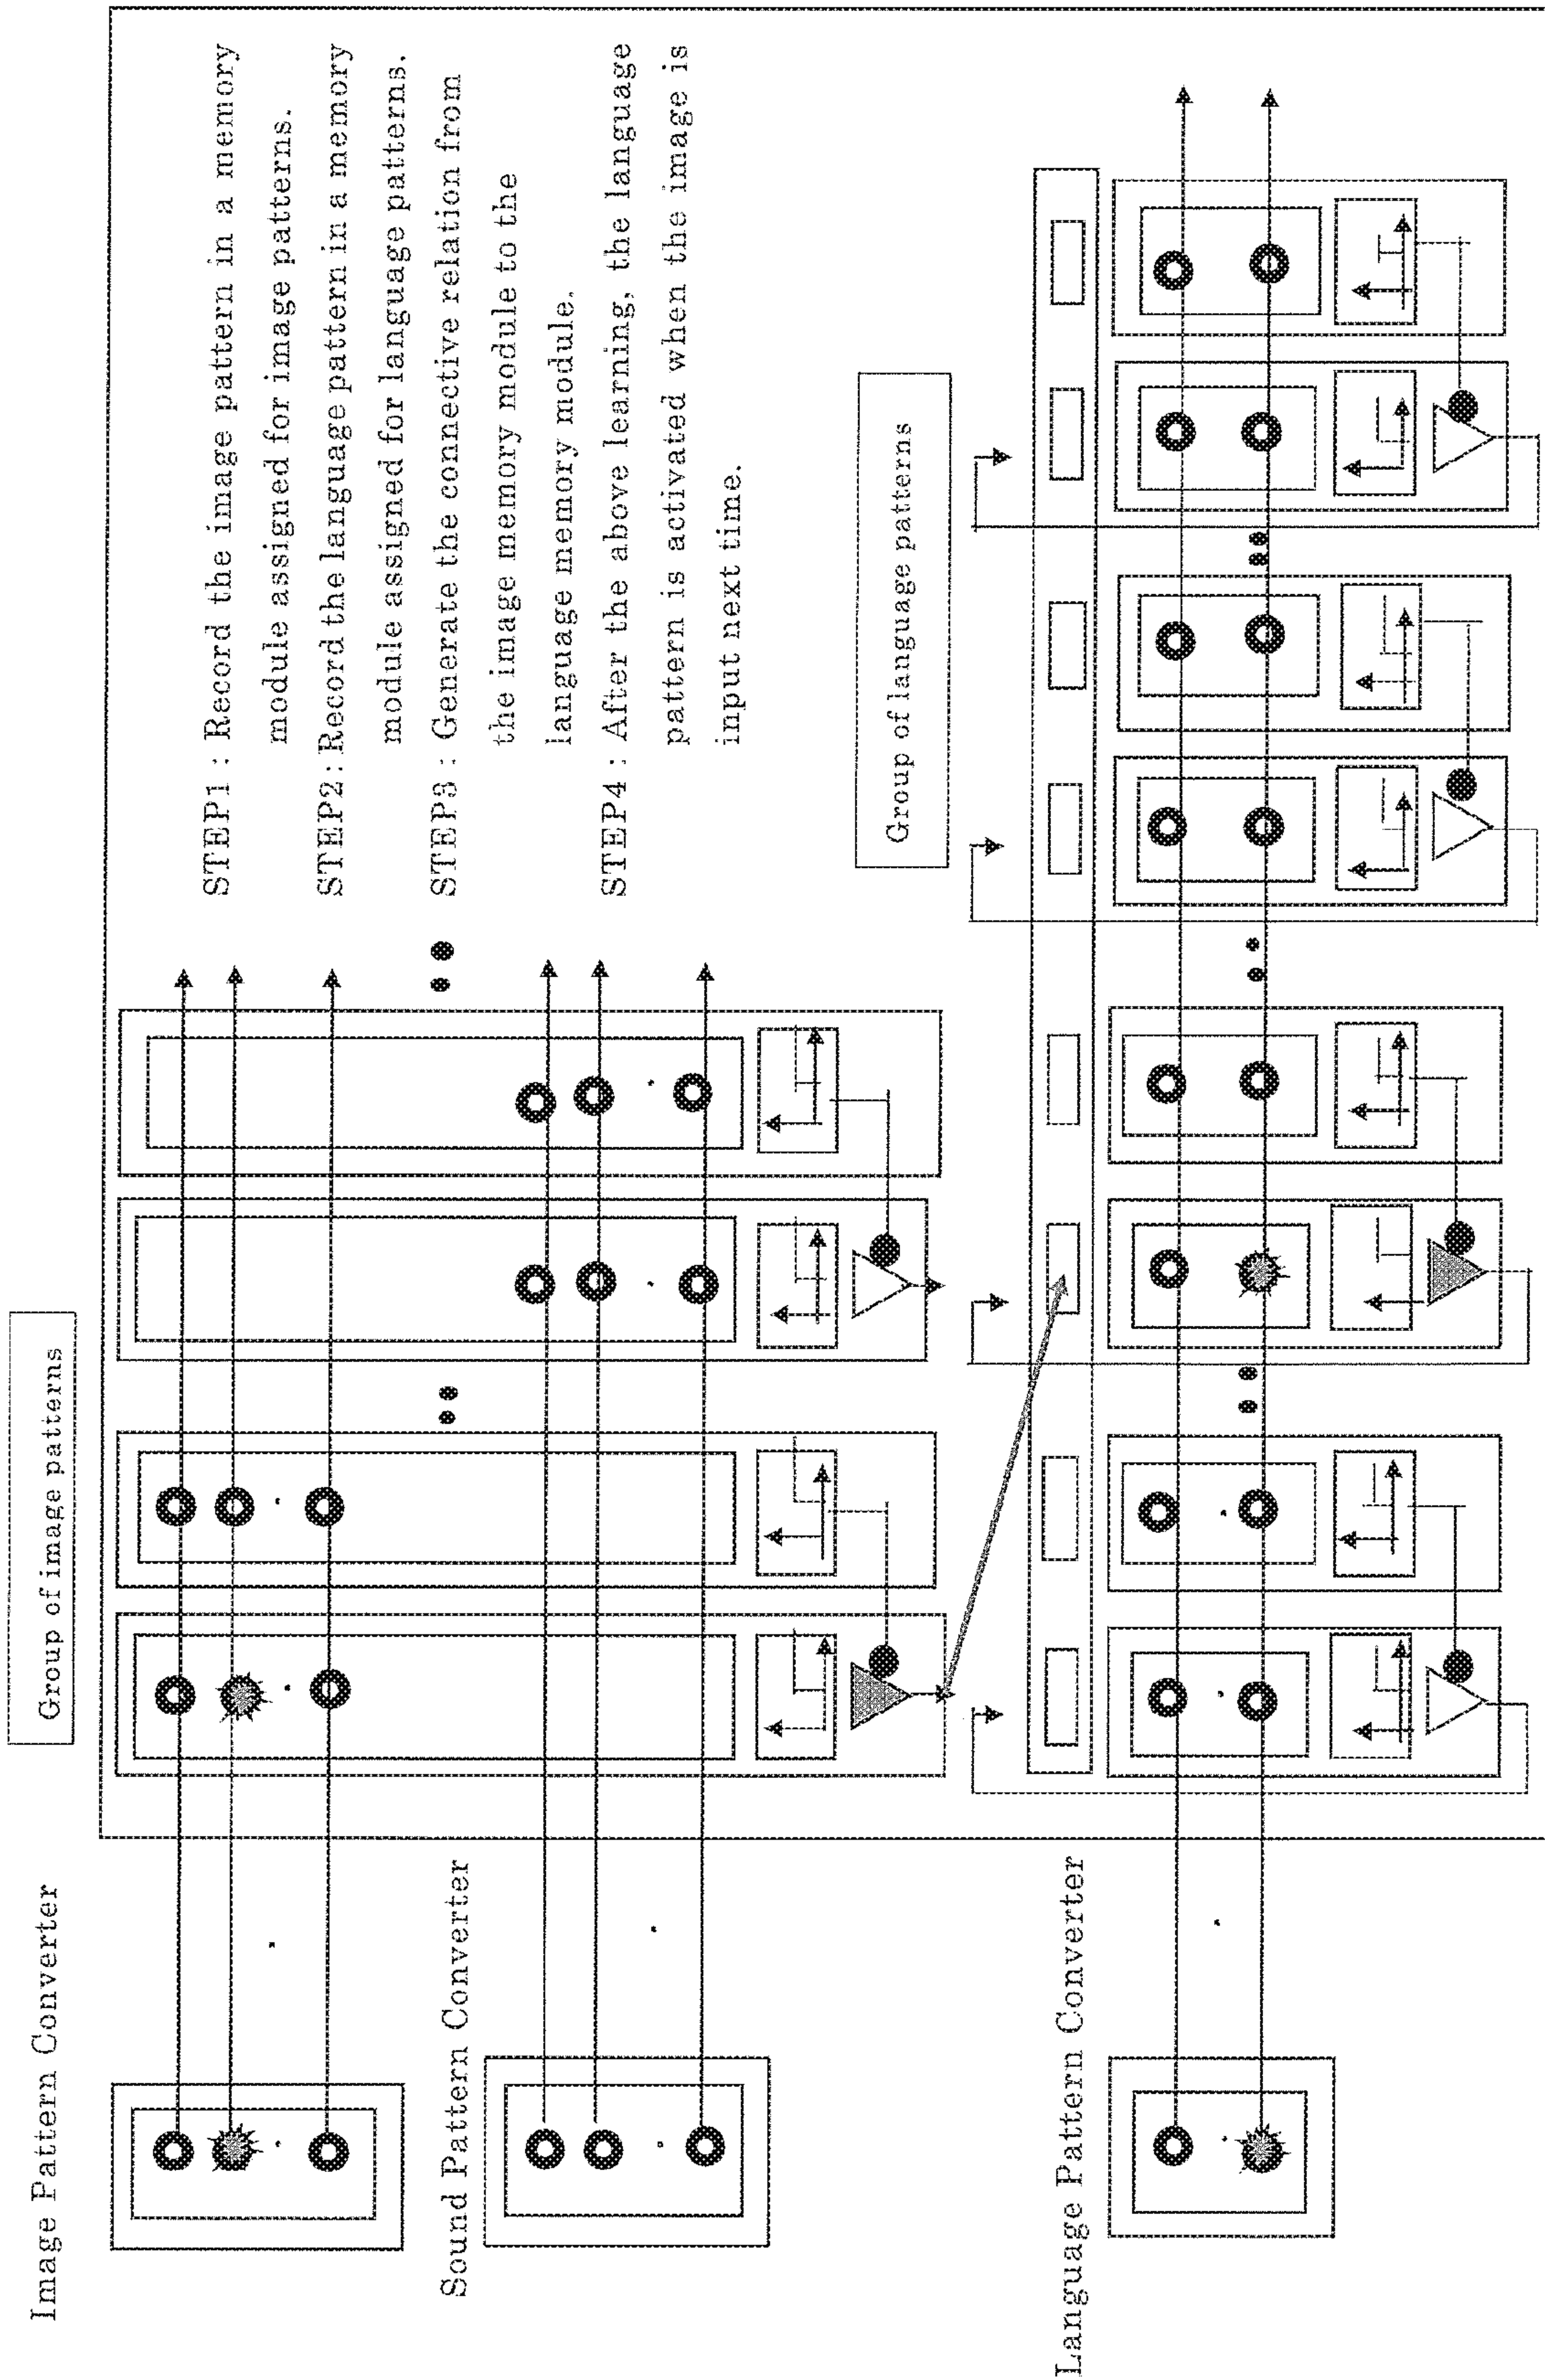 Image Pattern Converter
Group of image patterns
STEP1 : Record the image pattern in a memory
module assigned for image patterns.
STEP2: Record the language pattern in a memory
module assigned for language patterns.
STEP3 : Generate the connective relation from
the image memory module to the
language memory module.
STEP4 : After the above learning, the language
pattern is activated when the image is
input next time.
Sound Pattern Converter
Group of language patterns
Language Pattern Converter